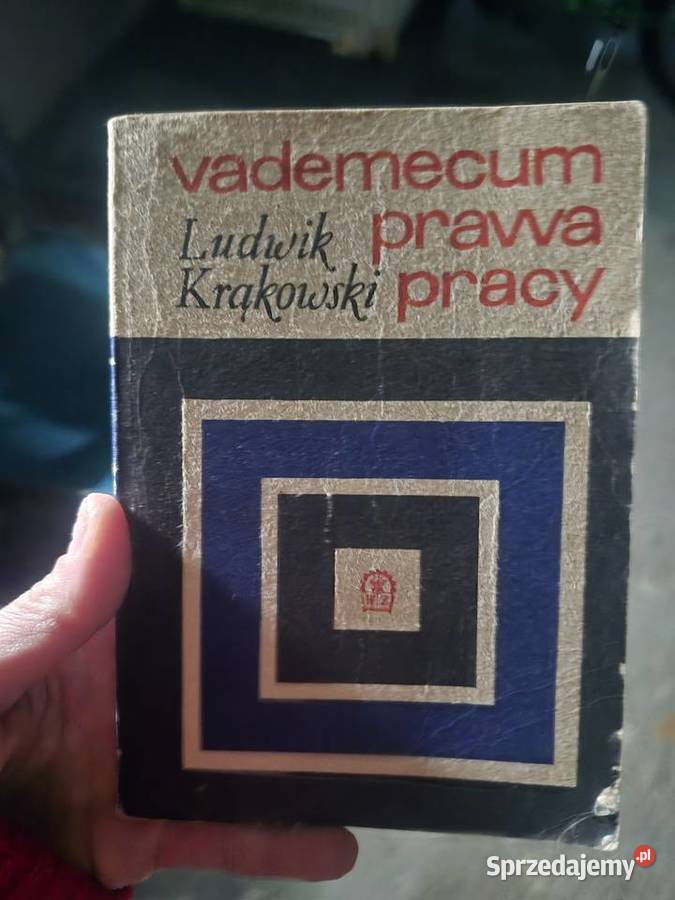 vademecum
Ludwik prawa
Krąkowski pracy
Sprzedajemy.pl